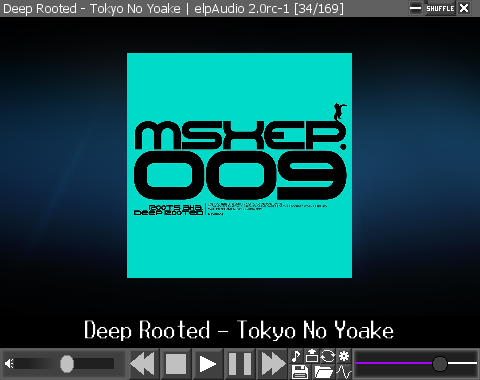 Deep Rooted - Tokyo No Yoake | elpAudio 2.0rc-1 [34/169]
SHUFFLE
MSXEP.
009
ROOTS AKA
DEEP ROOTED
Deep Rooted - Tokyo No Yoake